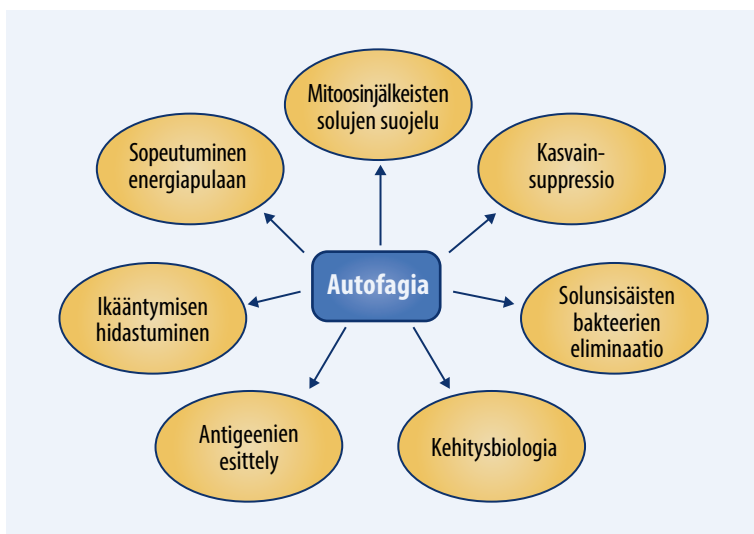 Mitoosinjälkeisten
solujen suojelu
Sopeutuminen
energiapulaan
Kasvain-
suppressio
Autofagia
Ikääntymisen
hidastuminen
Solunsisäisten
bakteerien
eliminaatio
Antigeenien
esittely
Kehitysbiologia